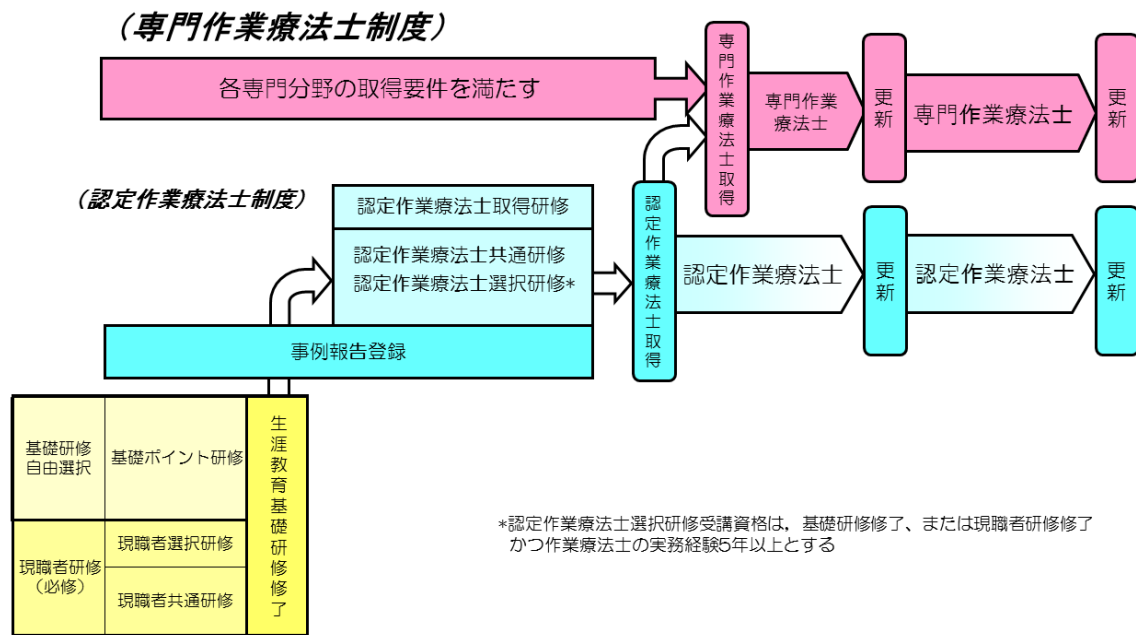 (専門作業療法士制度)
各専門分野の取得要件を満たす
専門作業療法士取得
専門作業
療法士
更新
専門作業療法士
更新
(認定作業療法士制度)
認定作業療法士取得研修
認定作業療法士共通研修
認定作業療法士選択研修*
事例報告登録
認定作業療法士取得
認定作業療法士
更新
認定作業療法士
更新
基礎研修
自由選択
基礎ポイント研修
現職者研修
(必修)
現職者選択研修
現職者共通研修
生涯教育基礎研修修了
*認定作業療法士選択研修受講資格は，基礎研修修了、または現職者研修修了
かつ作業療法士の実務経験5年以上とする